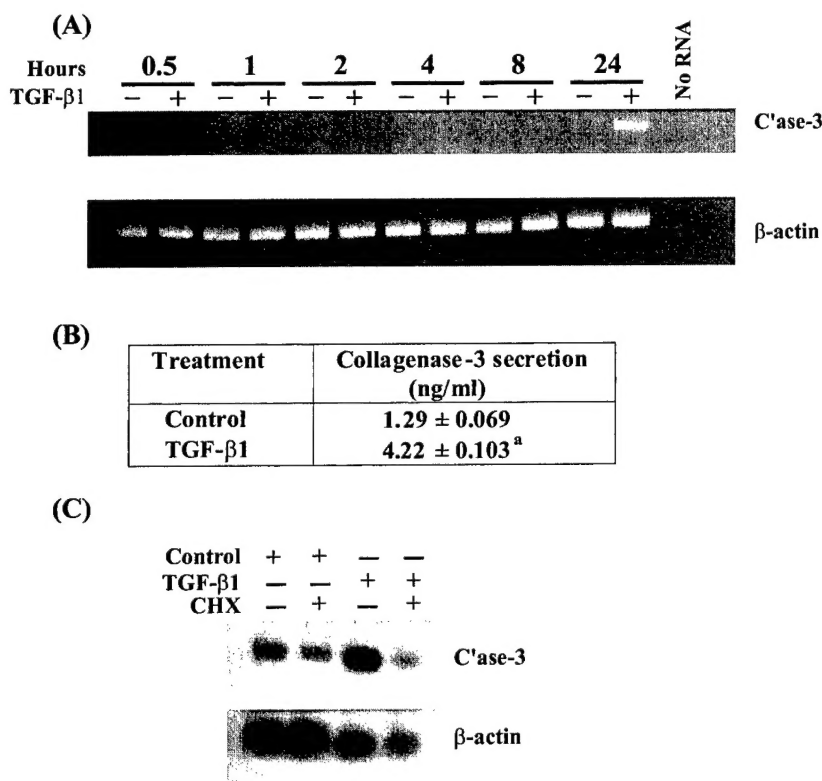 (A)
Hours 0.5 1 2 4 8 24 No RNA
TGF-β1 − + − + − + − + − + − +
C'ase-3
β-actin
(B)
Treatment Collagenase-3 secretion
(ng/ml)
Control 1.29 ± 0.069
TGF-β1 4.22 ± 0.103 a
(C)
Control + + − −
TGF-β1 − − + +
CHX − + − +
C'ase-3
β-actin